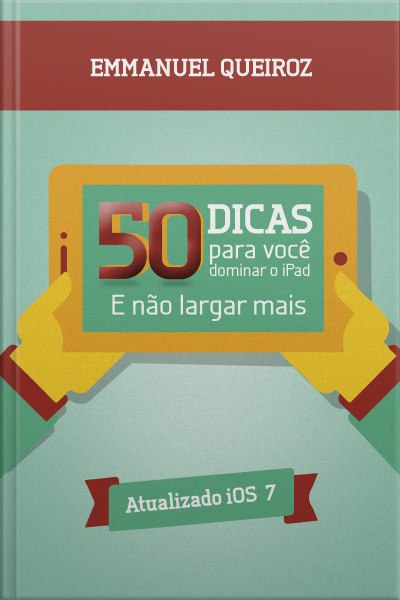 EMMANUEL QUEIROZ
50 DICAS
para você
dominar o iPad
E não largar mais
Atualizado iOS 7